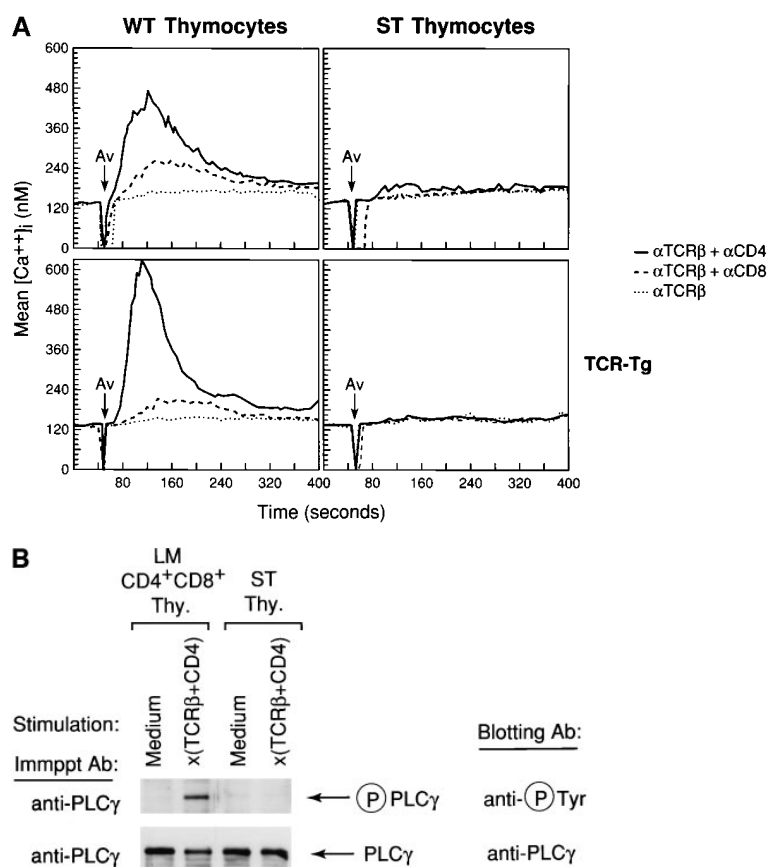 A
WT Thymocytes
ST Thymocytes
Mean [Ca++]i (nM)
600
480
360
240
120
0
Av
Av
αTCRβ + αCD4
αTCRβ + αCD8
αTCRβ
600
480
360
240
120
0
Av
Av
TCR-Tg
80 160 240 320 400
80 160 240 320 400
Time (seconds)
B
LM
CD4+CD8+
Thy.
ST
Thy.
Stimulation:
Medium
x(TCRβ+CD4)
Medium
x(TCRβ+CD4)
Blotting Ab:
Immppt Ab:
anti-PLCγ
P PLCγ
anti-P Tyr
anti-PLCγ
PLCγ
anti-PLCγ